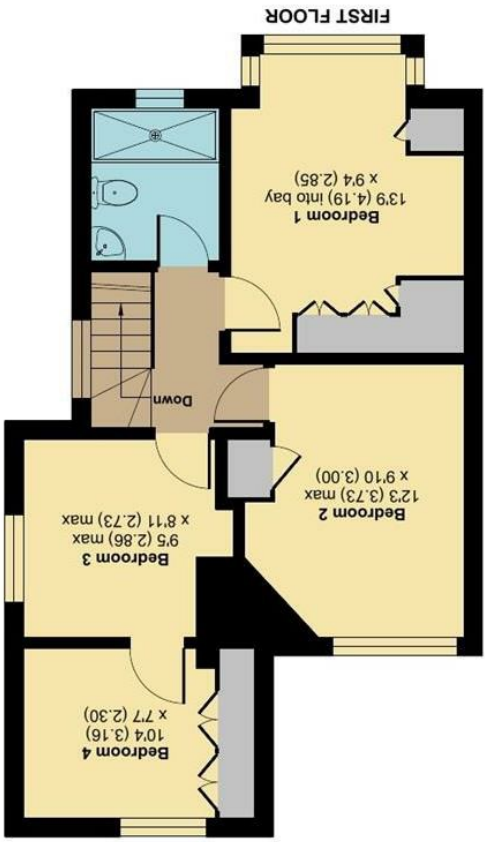 FIRST FLOOR
Bedroom 1
13'9 (4.19) into bay
x 9'4 (2.85)
Down
Bedroom 2
12'3 (3.73) max
x 9'10 (3.00)
Bedroom 3
9'5 (2.86) max
x 8'11 (2.73) max
Bedroom 4
10'4 (3.16)
x 7'7 (2.30)